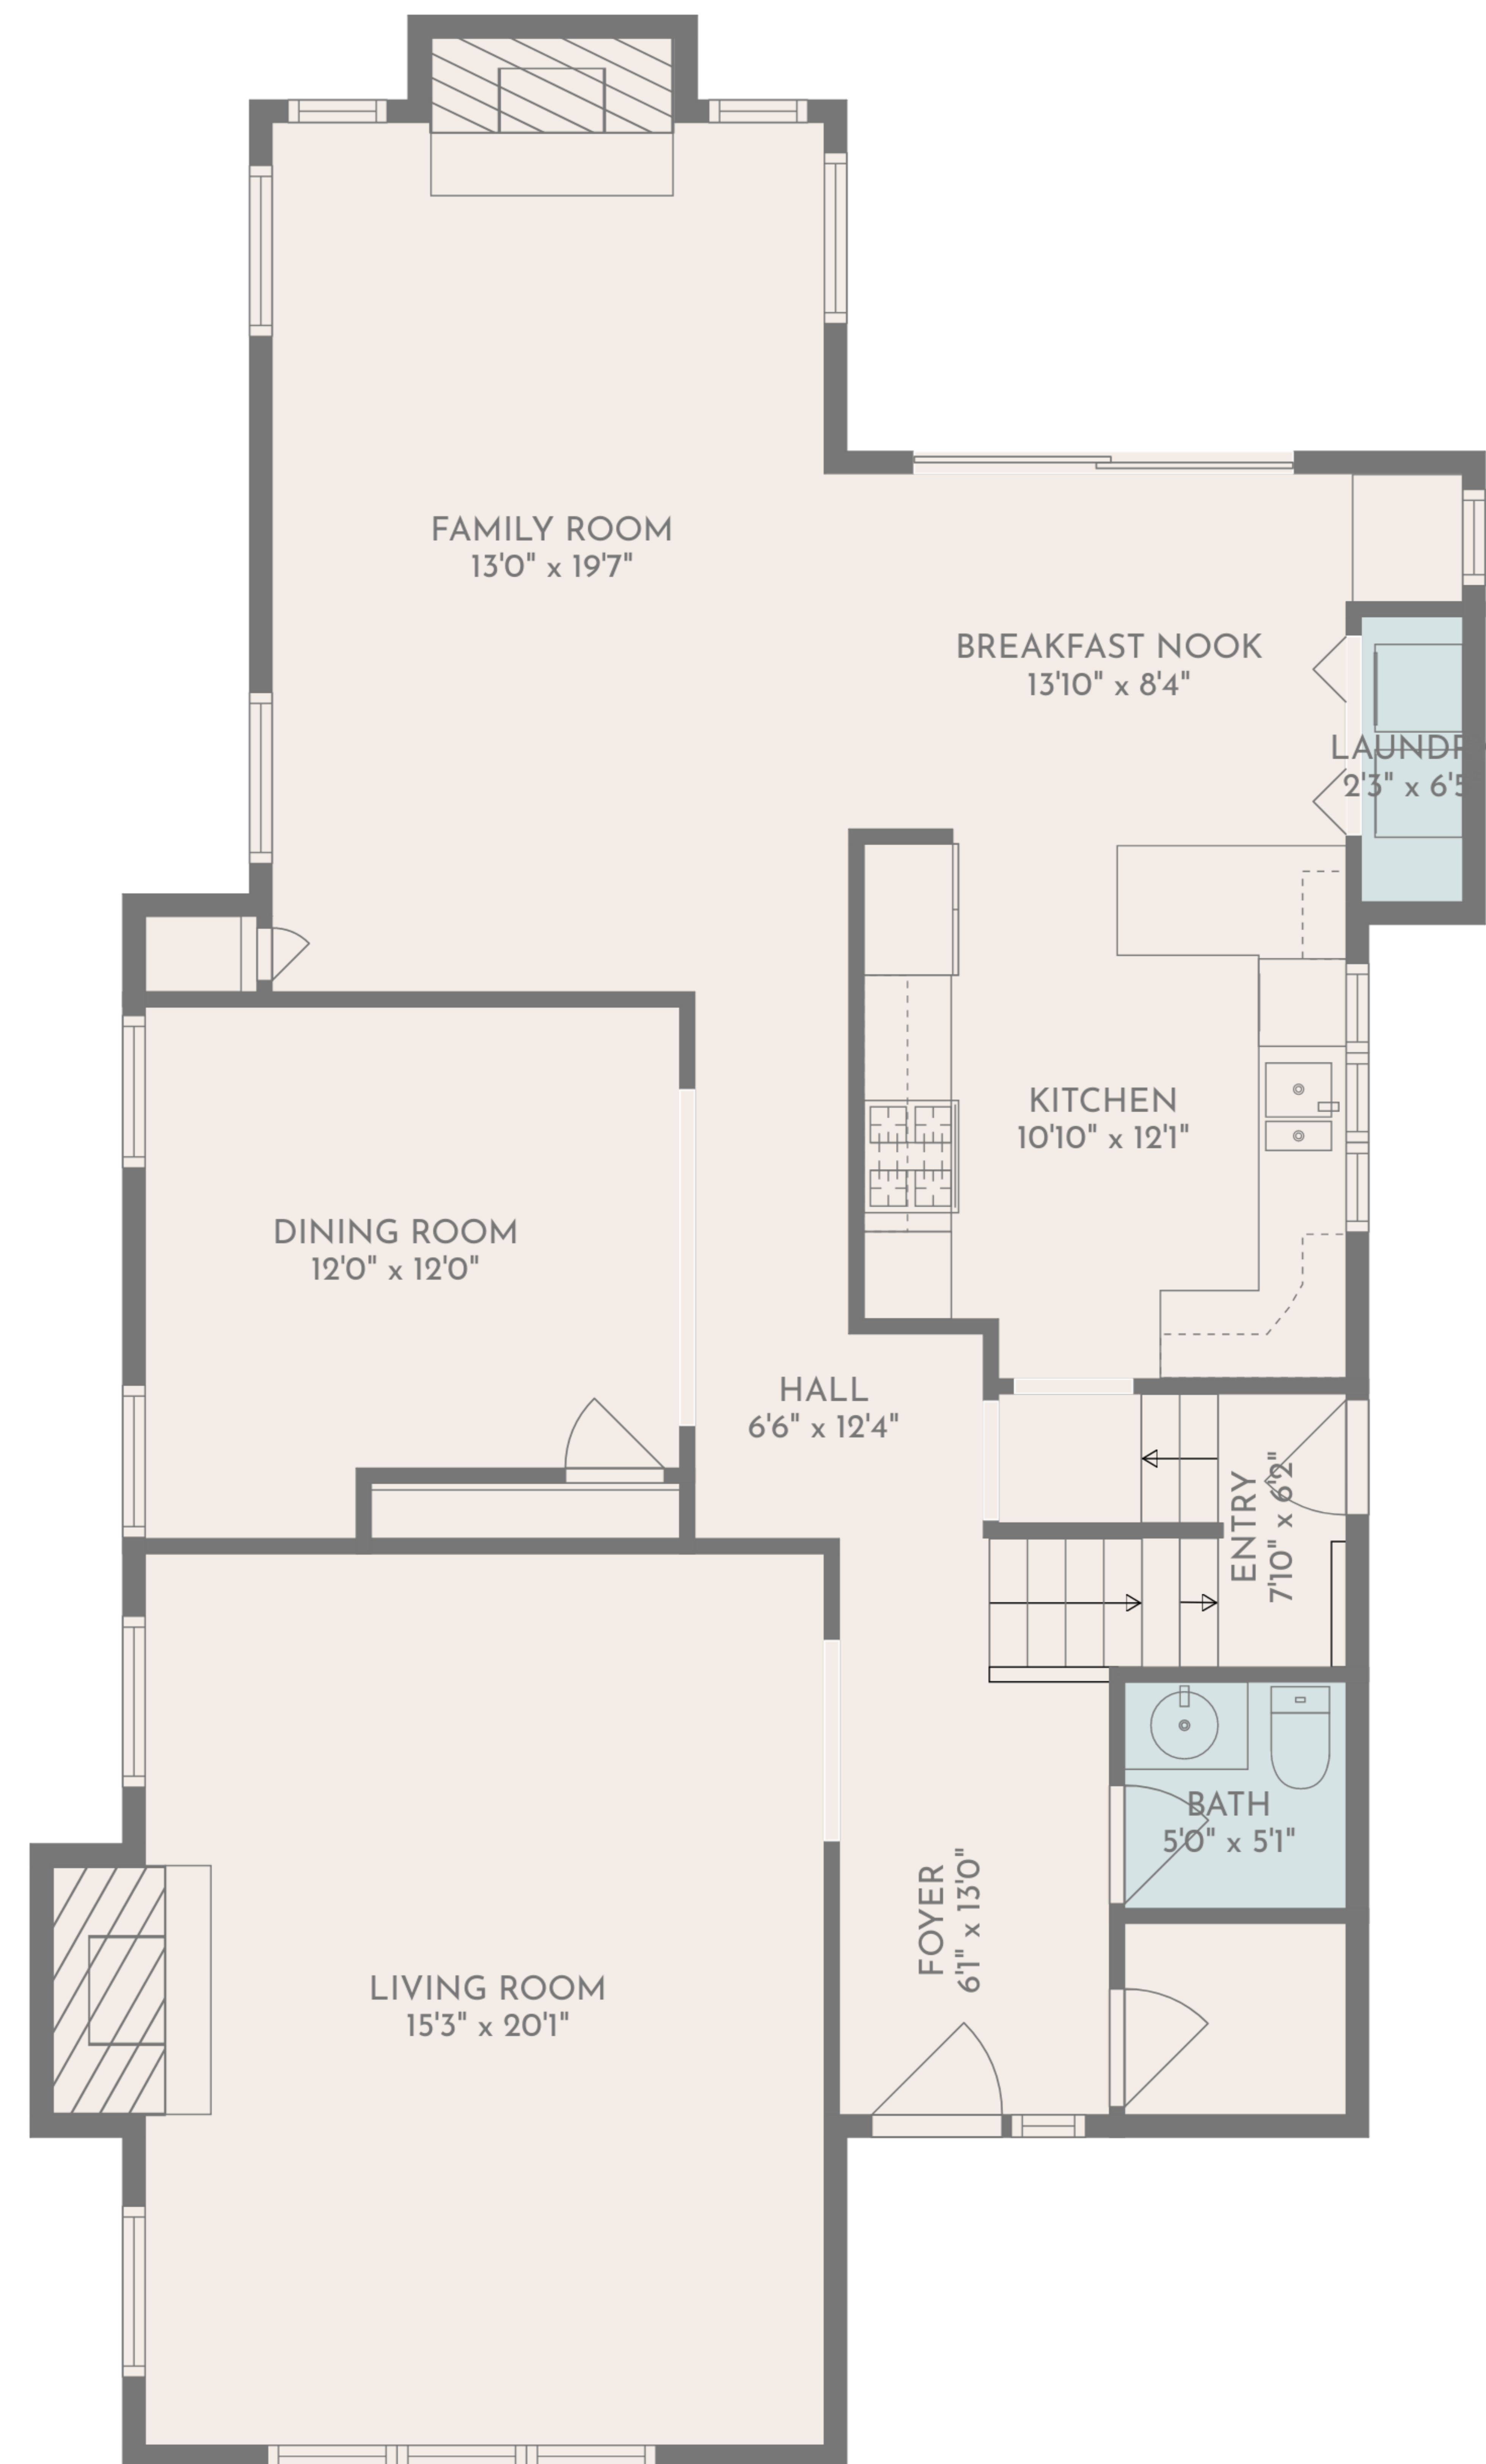 FAMILY ROOM
13'0" x 19'7"
BREAKFAST NOOK
13'10" x 8'4"
2'3" x
KITCHEN
10'10" x 12'1"
DINING ROOM
12'0" x 12'0"
HALL
6'6" x 12'4"
ENTRY
7'10" x 6'2"
BATH
5'0" x 5'1"
FOYER
6'1" x 13'0"
LIVING ROOM
15'3" x 20'1"